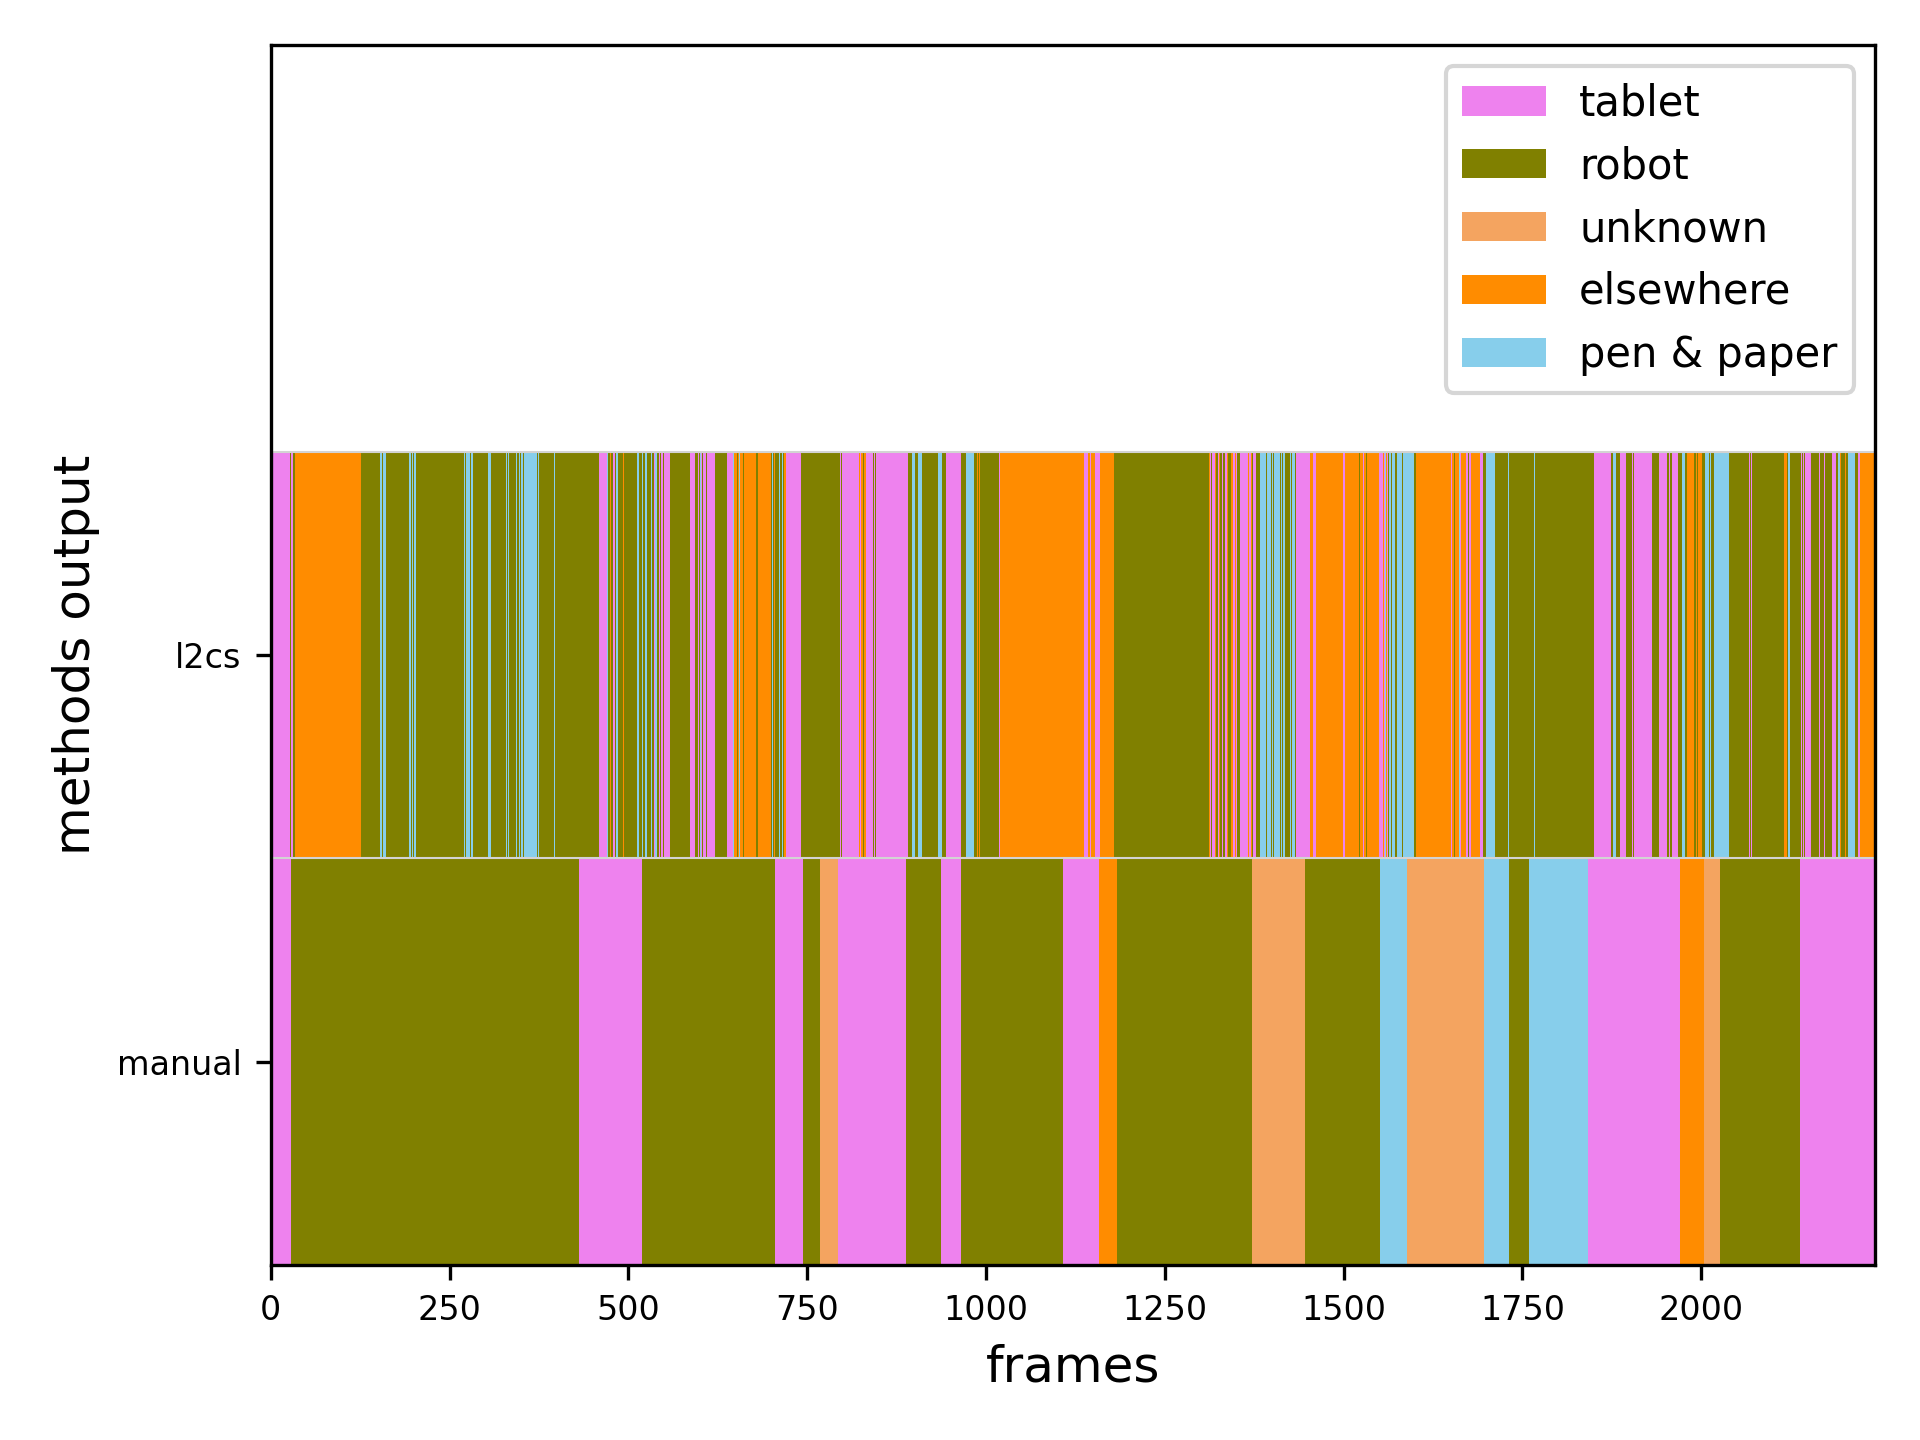 tablet
robot
unknown
elsewhere
pen & paper
methods output
l2cs
manual
0 250 500 750 1000 1250 1500 1750 2000
frames